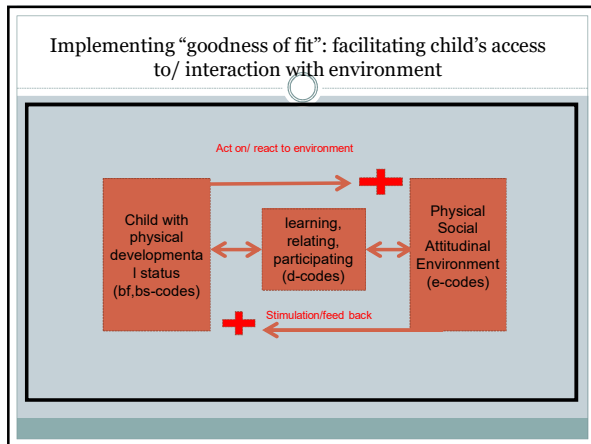 Implementing “goodness of fit”: facilitating child’s access
to/ interaction with environment
Act on/ react to environment
Child with
physical
developmenta
l status
(bf,bs-codes)
learning,
relating,
participating
(d-codes)
Physical
Social
Attitudinal
Environment
(e-codes)
Stimulation/feed back